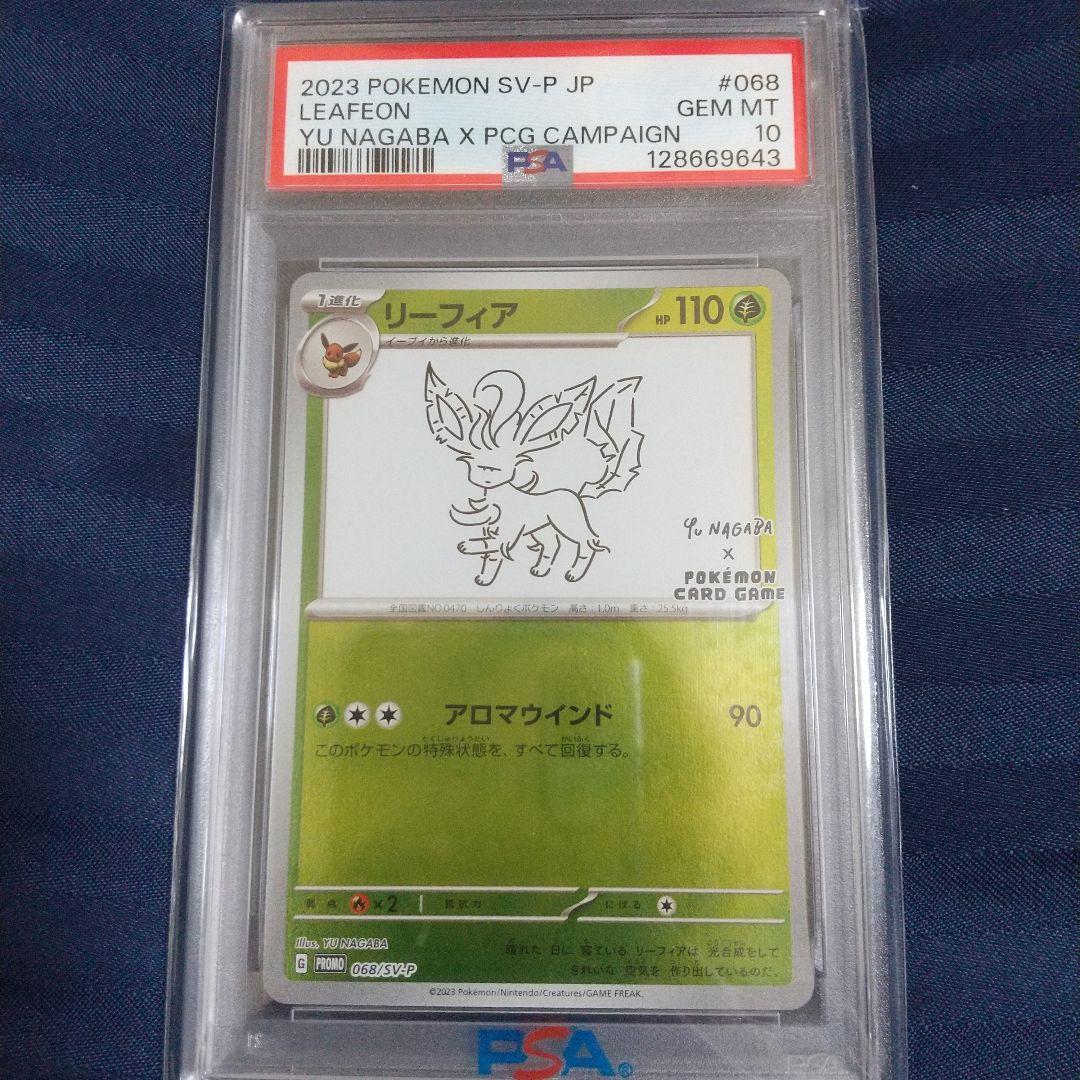 2023 POKEMON SV-P JP #068
LEAFEON GEM MT
YU NAGABA X PCG CAMPAIGN 10
PSA 128669643
1進化
リーフィア
HP 110
イーブイから進化
Yu NAGABA
×
POKÉMON
CARD GAME
全国図鑑NO.0470 しんりょくポケモン 高さ:1.0m 重さ:25.5kg
アロマウインド 90
このポケモンの特殊状態を、すべて回復する。
弱点 ×2 抵抗力 にげる
Illus. YU NAGABA
G PROMO 068/SV-P
晴れた 日に 寝ている リーフィアは 光合成をして
きれいな 空気を 作り出しているのだ。
©2023 Pokémon/Nintendo/Creatures/GAME FREAK.
PSA®